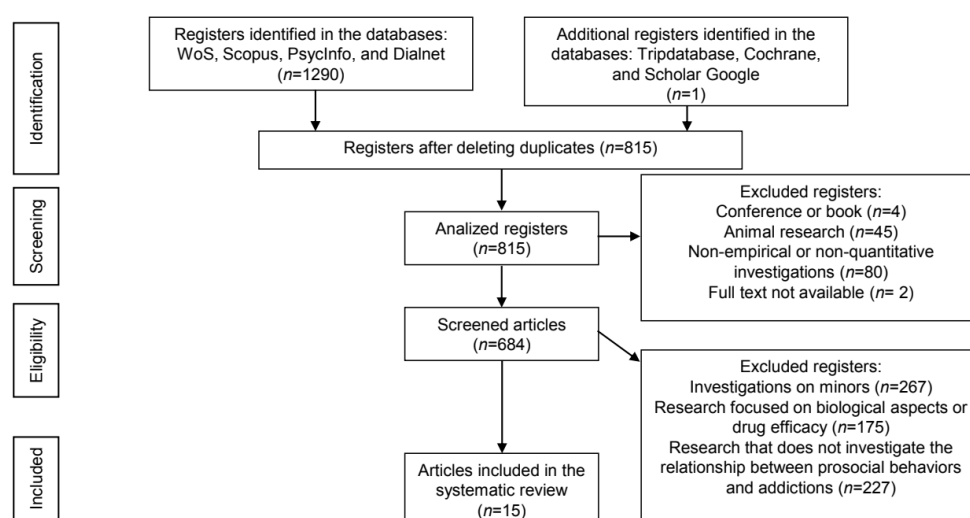 Identification
Registers identified in the databases:
WoS, Scopus, PsycInfo, and Dialnet
(n=1290)
Additional registers identified in the
databases: Tripdatabase, Cochrane,
and Scholar Google
(n=1)
Registers after deleting duplicates (n=815)
Screening
Analized registers
(n=815)
Excluded registers:
Conference or book (n=4)
Animal research (n=45)
Non-empirical or non-quantitative
investigations (n=80)
Full text not available (n= 2)
Eligibility
Screened articles
(n=684)
Excluded registers:
Investigations on minors (n=267)
Research focused on biological aspects or
drug efficacy (n=175)
Research that does not investigate the
relationship between prosocial behaviors
and addictions (n=227)
Included
Articles included in the
systematic review
(n=15)